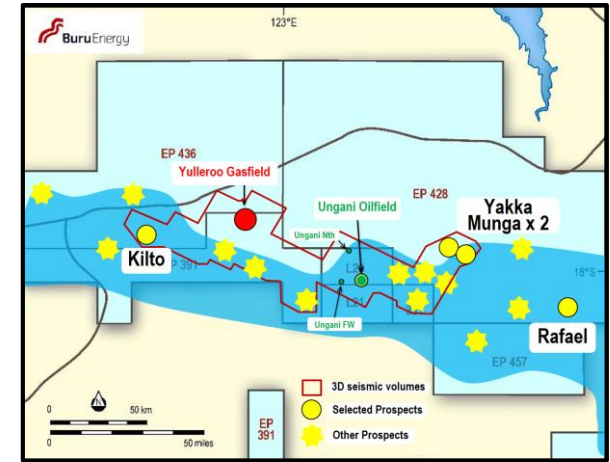 123°E
BuruEnergy
EP 436
Yulleroo Gasfield
Ungani Oilfield
EP 428
Yakka
Munga x 2
Ungani Nth
Kilto
EP 391
L20
18°S
L21
Ungani FW
Rafael
EP 457
3D seismic volumes
Selected Prospects
Other Prospects
EP
391
N
0 50 km
0 50 miles